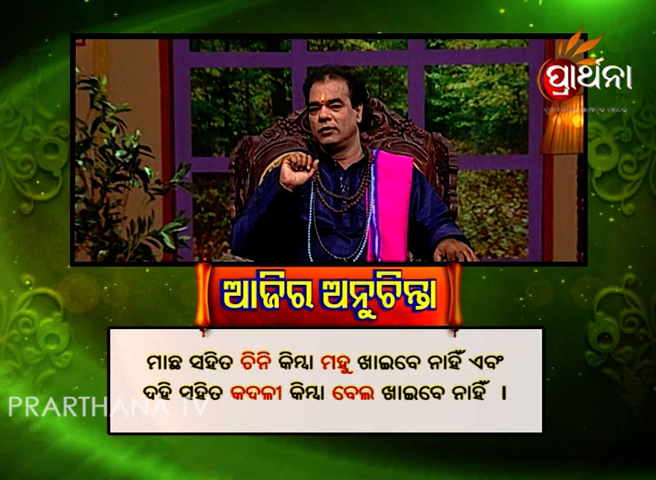 ପ୍ରାର୍ଥନା
ଆଜିର ଅନୁଚିନ୍ତା
ମାଛ ସହିତ ଚିନି କିମ୍ବା ମହୁ ଖାଇବେ ନାହିଁ ଏବଂ
ଦହି ସହିତ କଦଳୀ କିମ୍ବା ବେଲ ଖାଇବେ ନାହିଁ ।
PRARTHANA TV